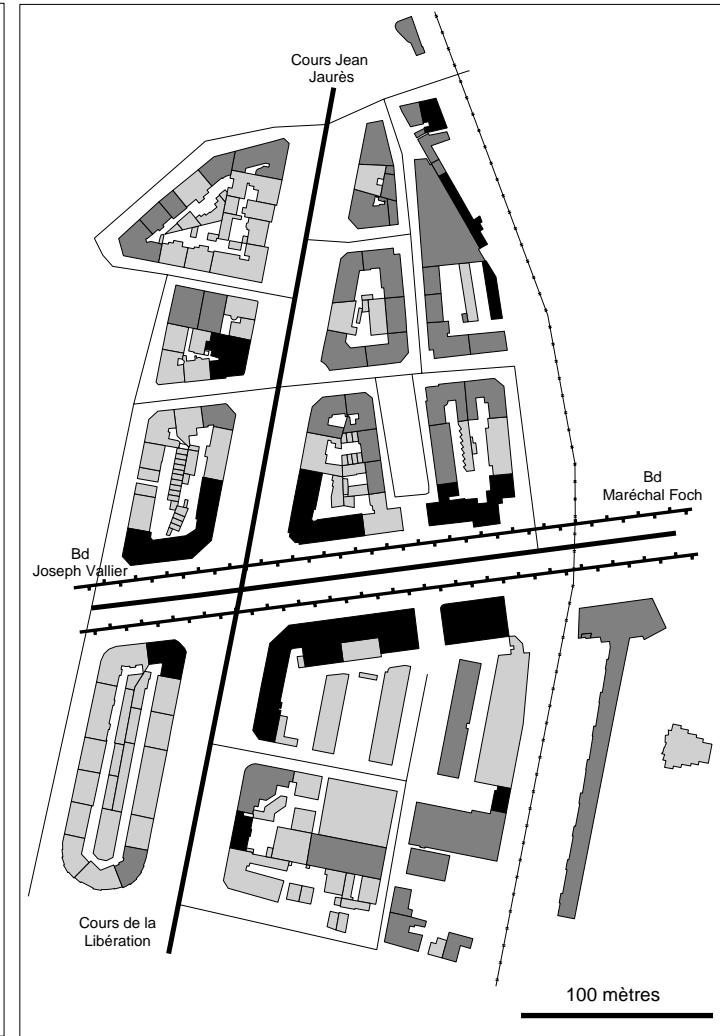 Cours Jean
Jaurès
Bd
Maréchal Foch
Bd
Joseph Vallier
Cours de la
Libération
100 mètres